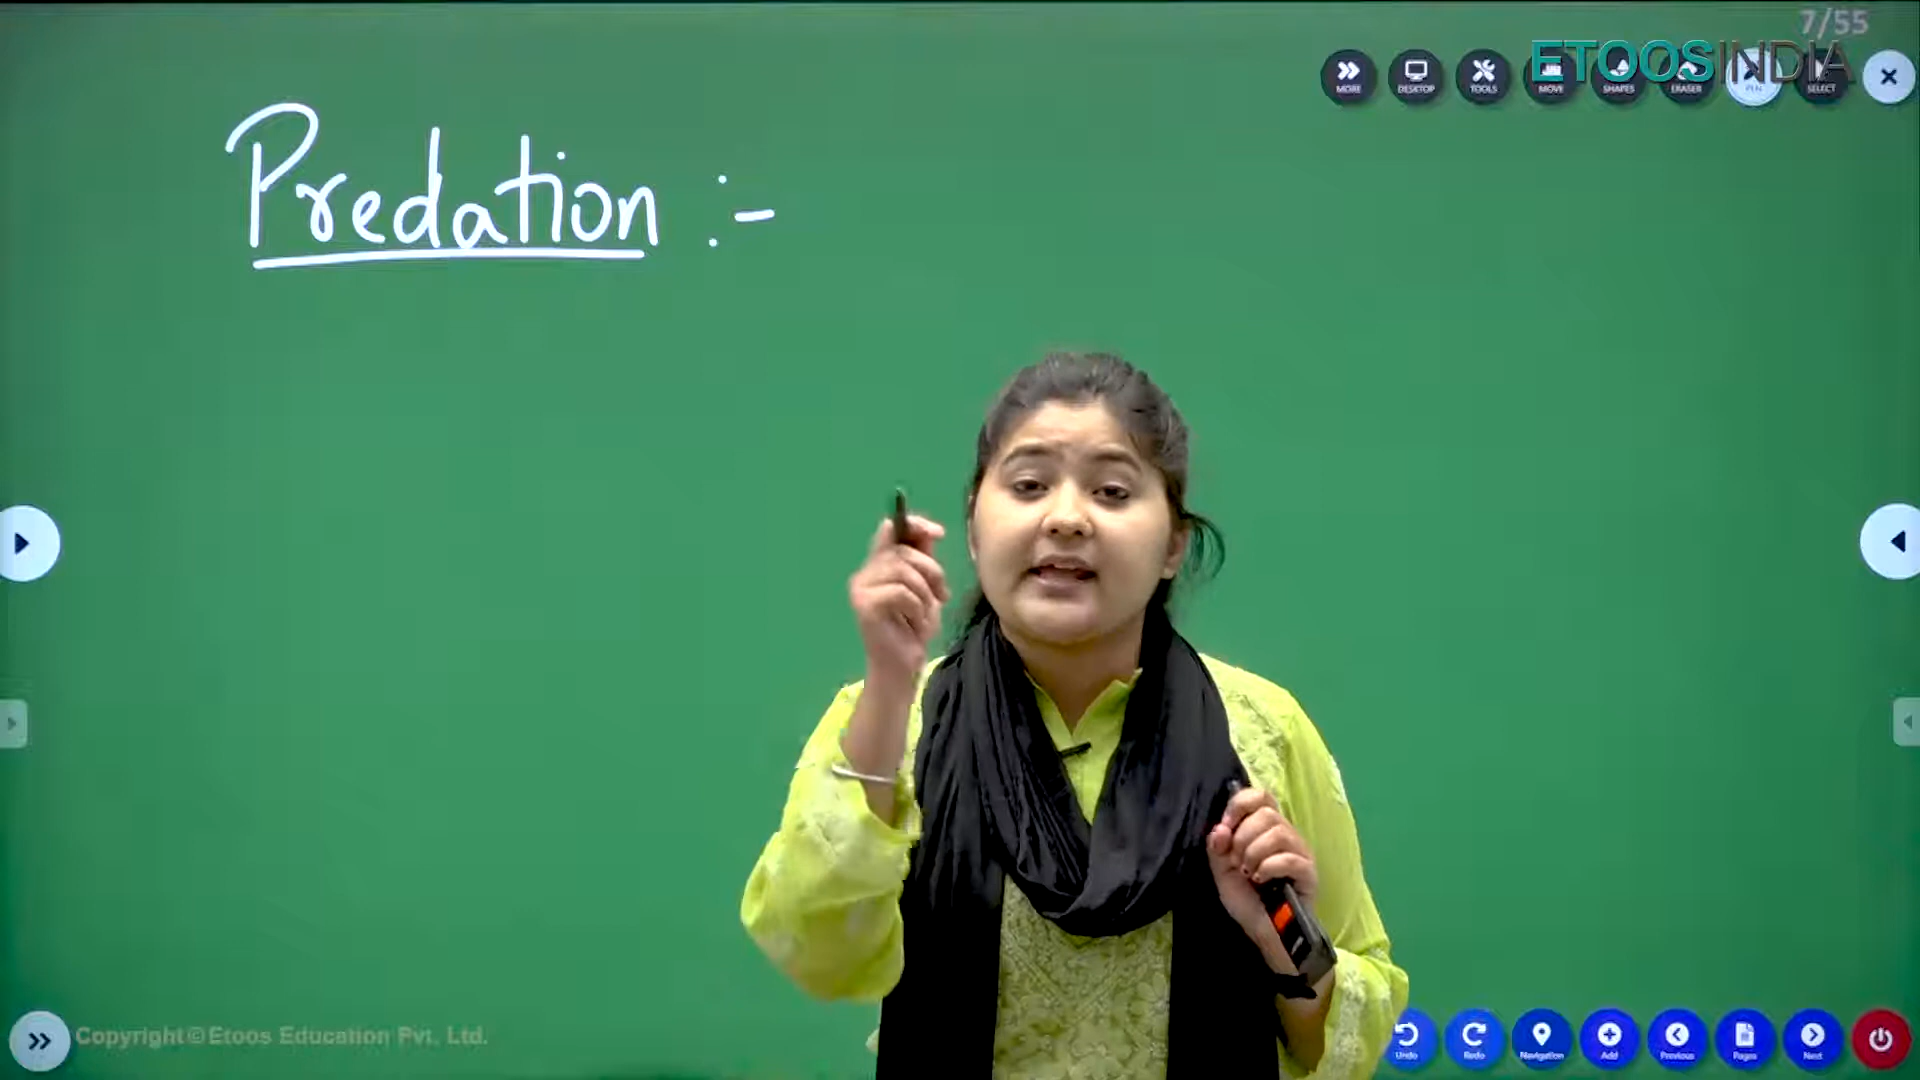 7/55
ETOOSINDIA
MORE
DESKTOP
TOOLS
MOVE
SHAPES
ERASER
PEN
SELECT
Predation :-
Copyright © Etoos Education Pvt. Ltd.
Undo
Redo
Navigation
Add
Previous
Pages
Next